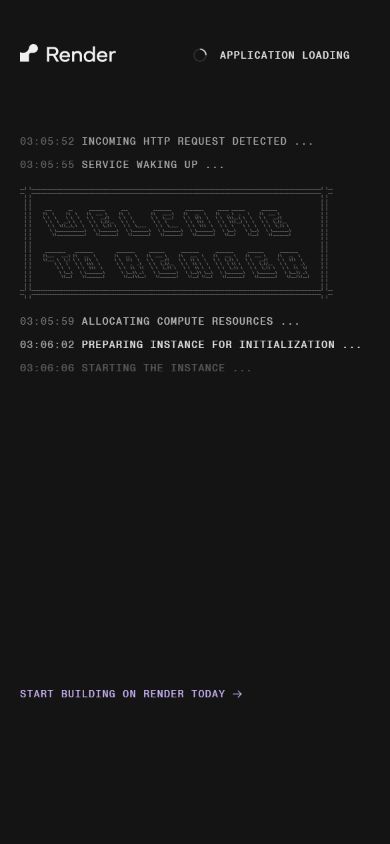 Render
APPLICATION LOADING
03:05:52 INCOMING HTTP REQUEST DETECTED ...
03:05:55 SERVICE WAKING UP ...
WELCOME
TO RENDER
03:05:59 ALLOCATING COMPUTE RESOURCES ...
03:06:02 PREPARING INSTANCE FOR INITIALIZATION ...
03:06:06 STARTING THE INSTANCE ...
START BUILDING ON RENDER TODAY →